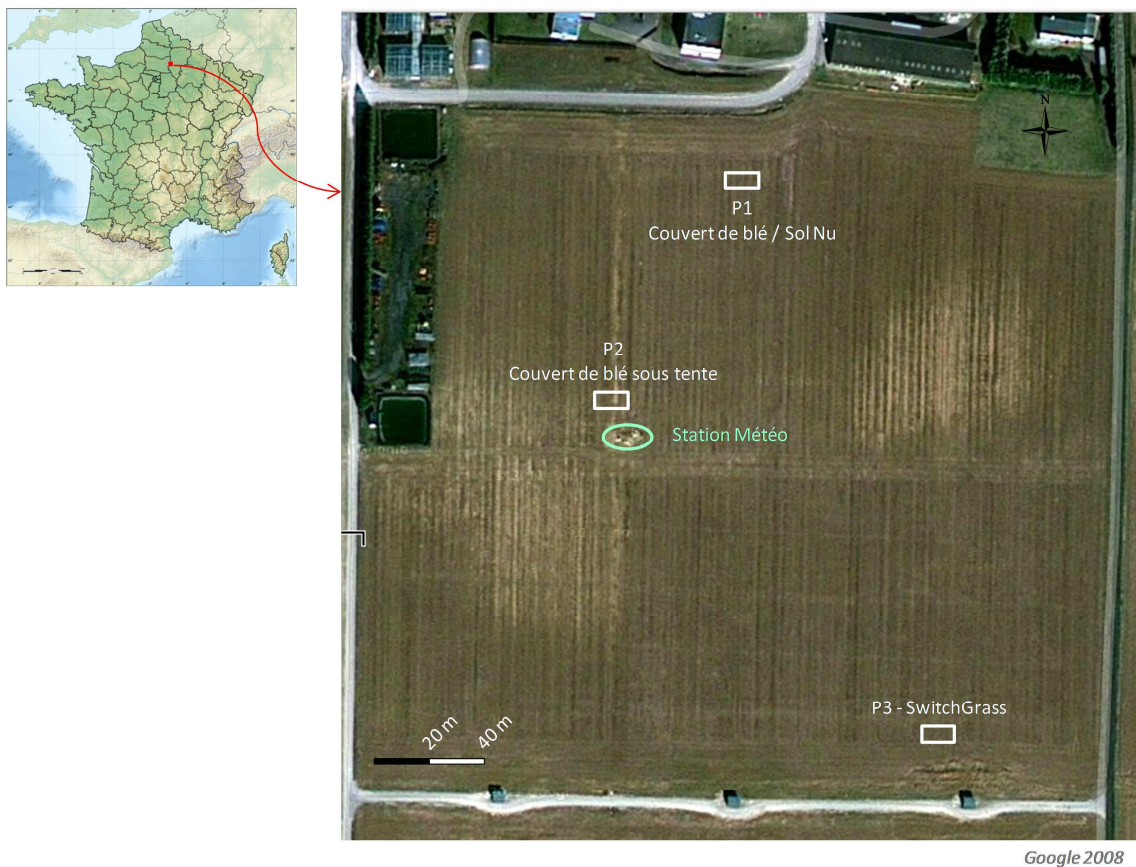 N
P1
Couvert de blé / Sol Nu
P2
Couvert de blé sous tente
Station Météo
P3 - SwitchGrass
20 m
40 m
Google 2008